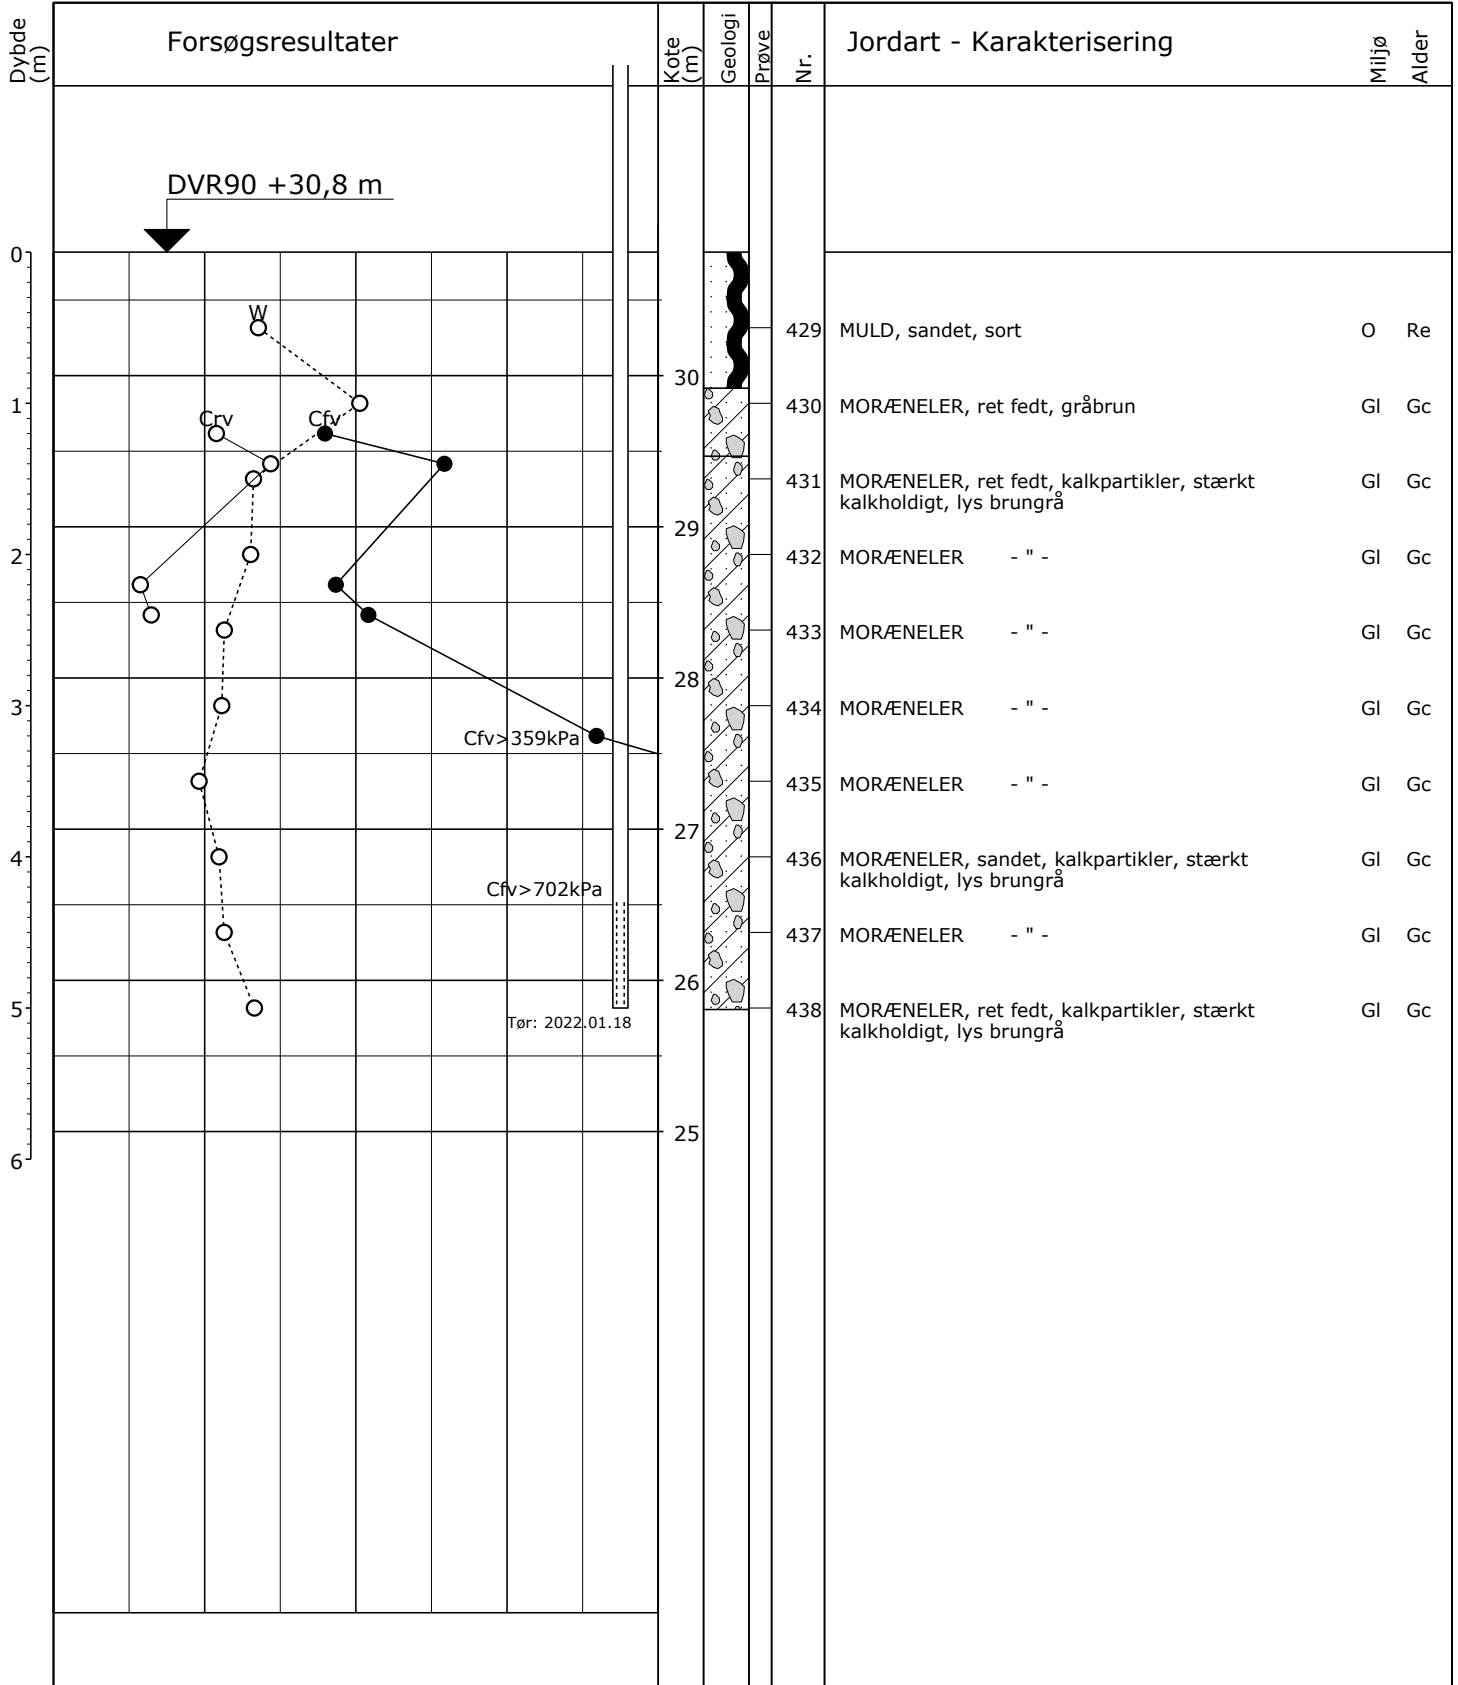 Dybde (m)
Forsøgsresultater
Kote (m)
Geologi
Prøve
Nr.
Jordart - Karakterisering
Miljø
Alder
DVR90 +30,8 m
0
W
429 MULD, sandet, sort O Re
30
1
Crv Cfv
430 MORÆNELER, ret fedt, gråbrun Gl Gc
431 MORÆNELER, ret fedt, kalkpartikler, stærkt Gl Gc
kalkholdigt, lys brungrå
29
2
432 MORÆNELER - " - Gl Gc
433 MORÆNELER - " - Gl Gc
28
3
434 MORÆNELER - " - Gl Gc
Cfv>359kPa
435 MORÆNELER - " - Gl Gc
27
4
436 MORÆNELER, sandet, kalkpartikler, stærkt Gl Gc
kalkholdigt, lys brungrå
Cfv>702kPa
437 MORÆNELER - " - Gl Gc
26
5
438 MORÆNELER, ret fedt, kalkpartikler, stærkt Gl Gc
kalkholdigt, lys brungrå
Tør: 2022.01.18
25
6